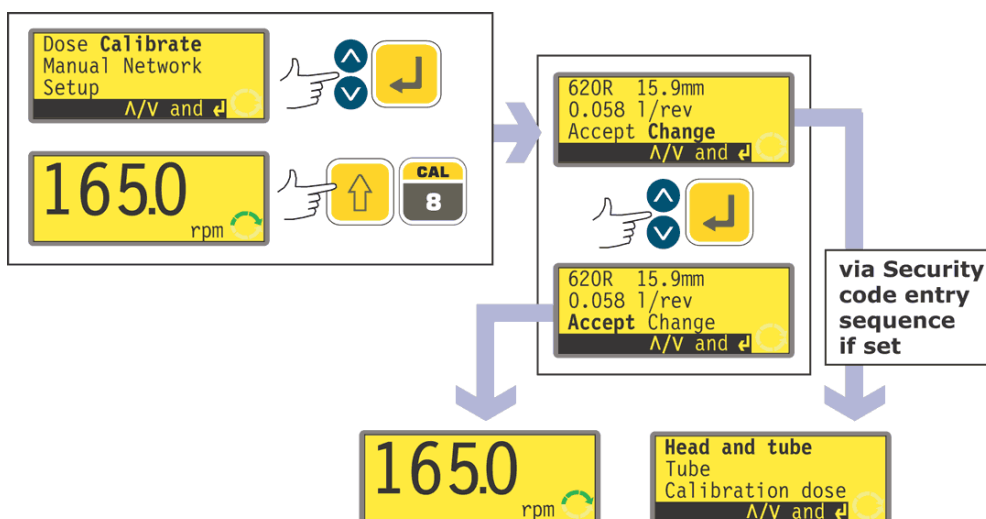 Dose Calibrate
Manual Network
Setup
∧/∨ and ↲
165.0
rpm
CAL
8
620R 15.9mm
0.058 l/rev
Accept Change
∧/∨ and ↲
620R 15.9mm
0.058 l/rev
Accept Change
∧/∨ and ↲
via Security
code entry
sequence
if set
165.0
rpm
Head and tube
Tube
Calibration dose
∧/∨ and ↲